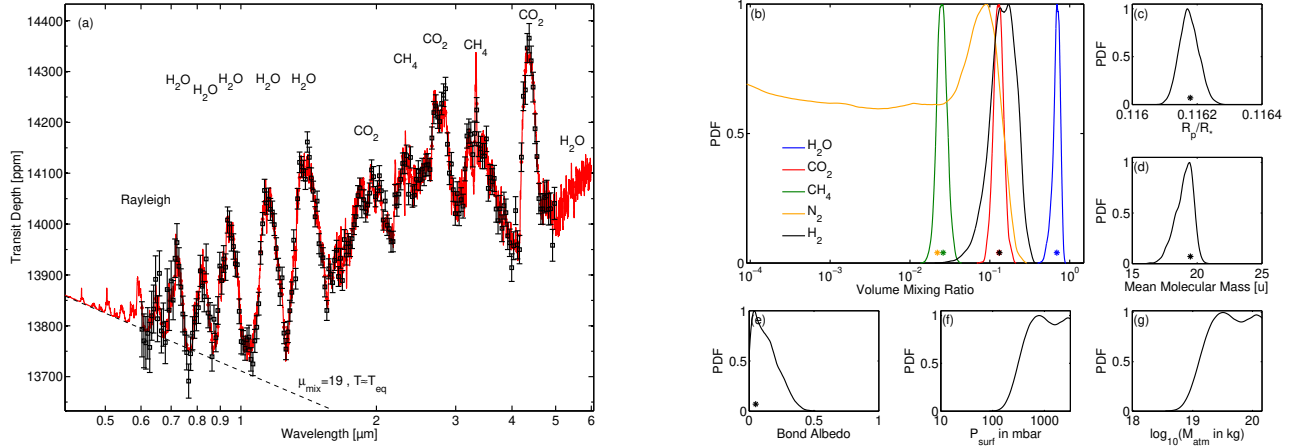 (a)
14400
14300
14200
14100
14000
13900
13800
13700
Transit Depth [ppm]
H2O
H2O
H2O
H2O
H2O
CO2
CH4
CO2
CH4
CO2
H2O
Rayleigh
μmix=19 , T≈Teq
0.5 0.6 0.7 0.8 0.9 1 2 3 4 5 6
Wavelength [μm]
(b)
1
0.5
0
PDF
H2O
CO2
CH4
N2
H2
10−4 10−2 10−1 100
Volume Mixing Ratio
(c)
1
0.5
0
PDF
0.116 0.1162 0.1164
Rp/R*
(d)
1
0.5
0
PDF
15 20 25
Mean Molecular Mass [u]
(e)
1
0.5
0
PDF
0 0.5 1
Bond Albedo
(f)
1
0.5
0
PDF
10 100 1000
Psurf in mbar
(g)
1
0.5
0
PDF
18 19 20
log10(Matm in kg)